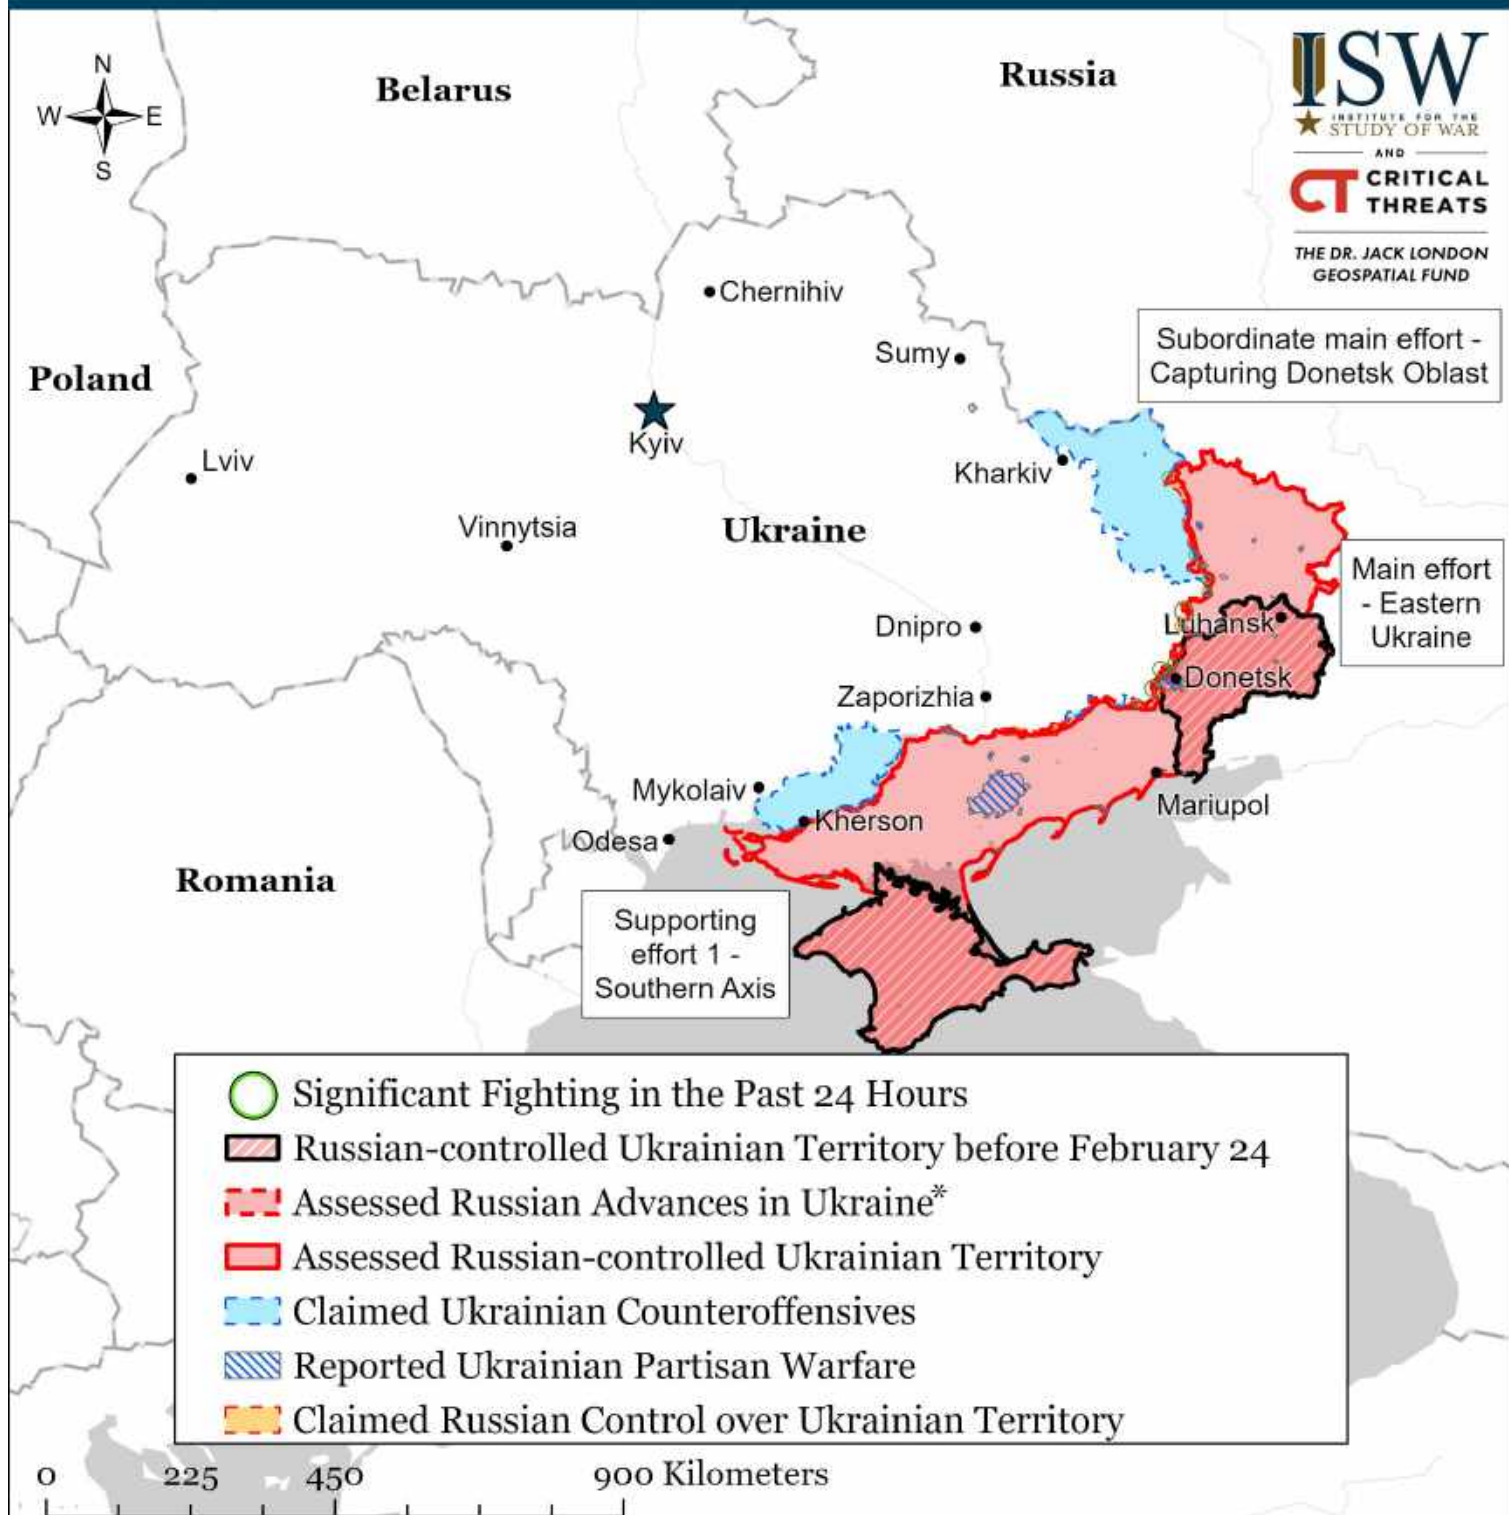 N
W E
S
Belarus
Russia
ISW
INSTITUTE FOR THE
STUDY OF WAR
AND
CT CRITICAL
THREATS
THE DR. JACK LONDON
GEOSPATIAL FUND
Chernihiv
Subordinate main effort -
Capturing Donetsk Oblast
Sumy
Poland
Kyiv
Lviv
Kharkiv
Vinnytsia
Ukraine
Main effort
- Eastern
Ukraine
Dnipro
Luhansk
Donetsk
Zaporizhia
Mykolaiv
Mariupol
Kherson
Odesa
Romania
Supporting
effort 1 -
Southern Axis
Significant Fighting in the Past 24 Hours
Russian-controlled Ukrainian Territory before February 24
Assessed Russian Advances in Ukraine*
Assessed Russian-controlled Ukrainian Territory
Claimed Ukrainian Counteroffensives
Reported Ukrainian Partisan Warfare
Claimed Russian Control over Ukrainian Territory
0 225 450 900 Kilometers